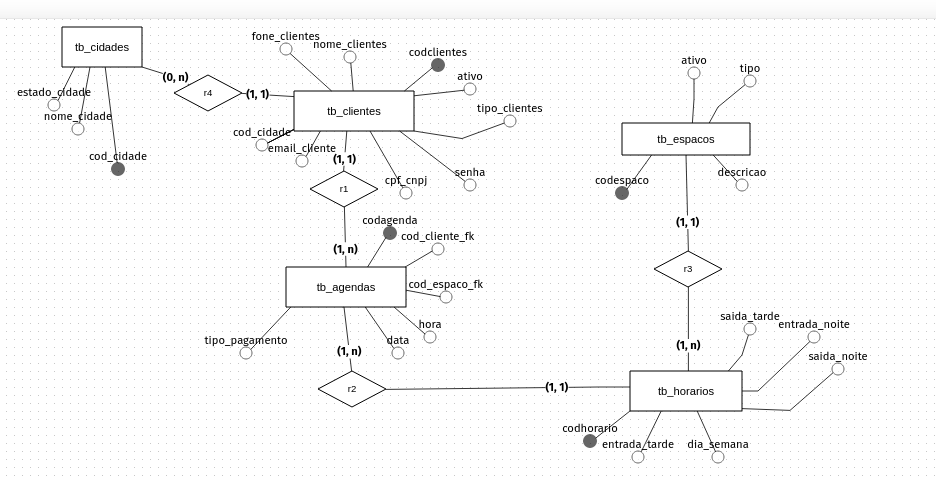 tb_cidades
estado_cidade
nome_cidade
cod_cidade
(0, n)
r4
(1, 1)
fone_clientes
nome_clientes
codclientes
ativo
tipo_clientes
tb_clientes
cod_cidade
email_cliente
cpf_cnpj
senha
(1, 1)
r1
(1, n)
codagenda
cod_cliente_fk
cod_espaco_fk
tb_agendas
hora
data
tipo_pagamento
(1, n)
r2
(1, 1)
ativo
tipo
tb_espacos
codespaco
descricao
(1, 1)
r3
(1, n)
saida_tarde
entrada_noite
saida_noite
tb_horarios
codhorario
entrada_tarde
dia_semana